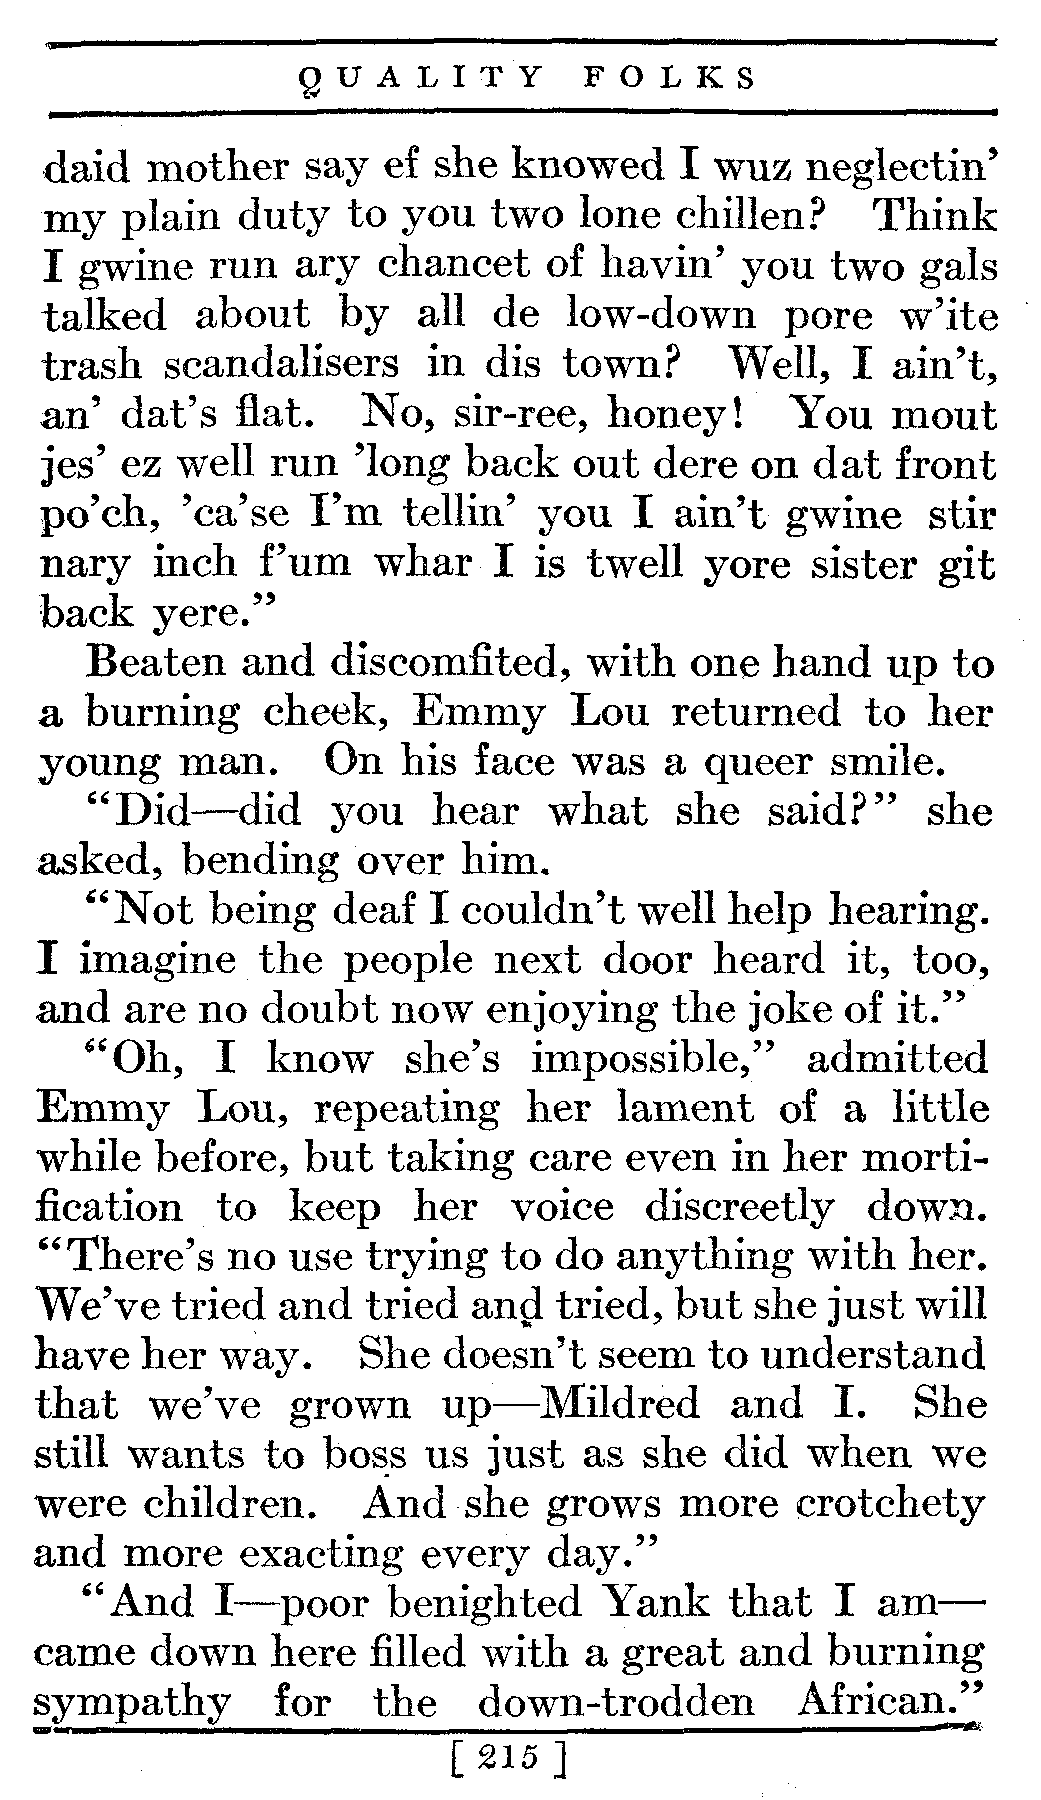 QUALITY FOLKS
daid mother say ef she knowed I wuz neglectin’
my plain duty to you two lone chillen? Think
I gwine run ary chancet of havin’ you two gals
talked about by all de low-down pore w’ite
trash scandalisers in dis town? Well, I ain’t,
an’ dat’s flat. No, sir-ree, honey! You mout
jes’ ez well run ’long back out dere on dat front
po’ch, ’ca’se I’m tellin’ you I ain’t gwine stir
nary inch f’um whar I is twell yore sister git
back yere.”
Beaten and discomfited, with one hand up to
a burning cheek, Emmy Lou returned to her
young man. On his face was a queer smile.
“Did—did you hear what she said?” she
asked, bending over him.
“Not being deaf I couldn’t well help hearing.
I imagine the people next door heard it, too,
and are no doubt now enjoying the joke of it.”
“Oh, I know she’s impossible,” admitted
Emmy Lou, repeating her lament of a little
while before, but taking care even in her morti-
fication to keep her voice discreetly down.
“There’s no use trying to do anything with her.
We’ve tried and tried and tried, but she just will
have her way. She doesn’t seem to understand
that we’ve grown up—Mildred and I. She
still wants to boss us just as she did when we
were children. And she grows more crotchety
and more exacting every day.”
“And I—poor benighted Yank that I am—
came down here filled with a great and burning
sympathy for the down-trodden African.”
[ 215 ]